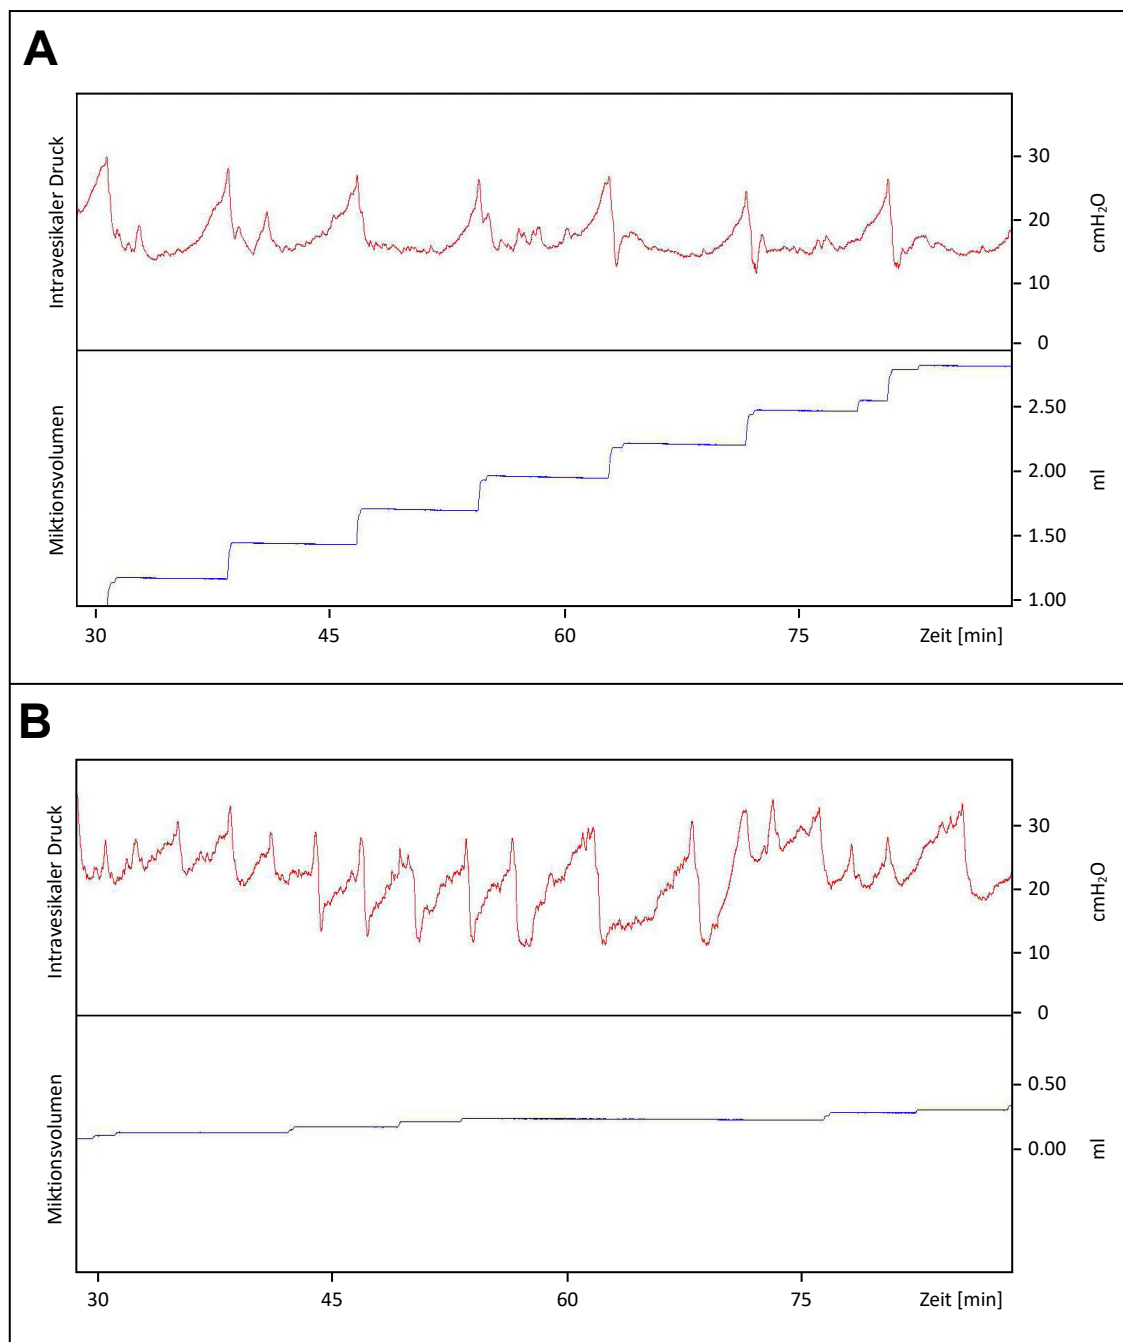 A
Intravesikaler Druck
30
20
10
0
cmH₂O
Miktionsvolumen
2.50
2.00
1.50
1.00
ml
30 45 60 75 Zeit [min]
B
Intravesikaler Druck
30
20
10
0
cmH₂O
Miktionsvolumen
0.50
0.00
ml
30 45 60 75 Zeit [min]